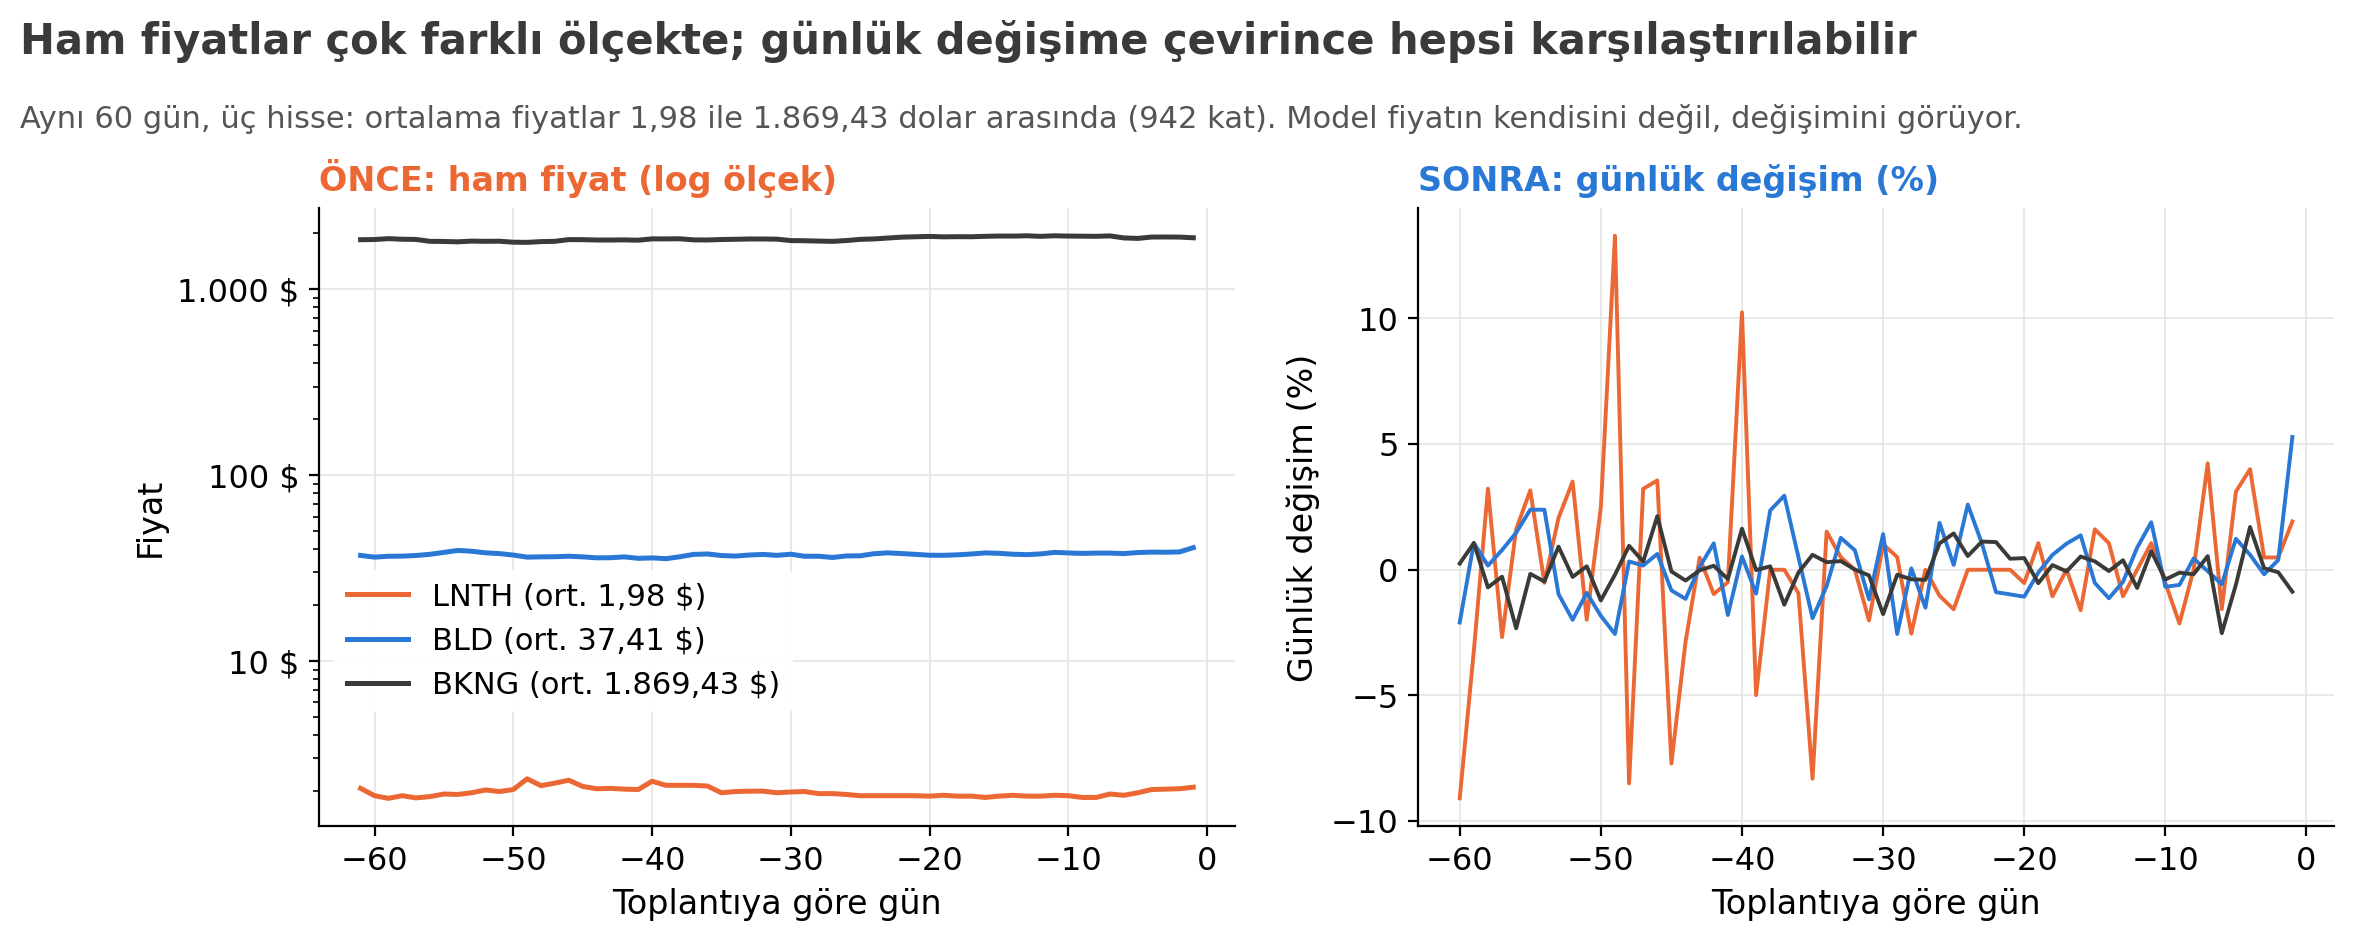 Ham fiyatlar çok farklı ölçekte; günlük değişime çevirince hepsi karşılaştırılabilir
Aynı 60 gün, üç hisse: ortalama fiyatlar 1,98 ile 1.869,43 dolar arasında (942 kat). Model fiyatın kendisini değil, değişimini görüyor.
ÖNCE: ham fiyat (log ölçek)
Fiyat
1.000 $
100 $
10 $
LNTH (ort. 1,98 $)
BLD (ort. 37,41 $)
BKNG (ort. 1.869,43 $)
−60 −50 −40 −30 −20 −10 0
Toplantıya göre gün
SONRA: günlük değişim (%)
Günlük değişim (%)
10
5
0
−5
−10
−60 −50 −40 −30 −20 −10 0
Toplantıya göre gün